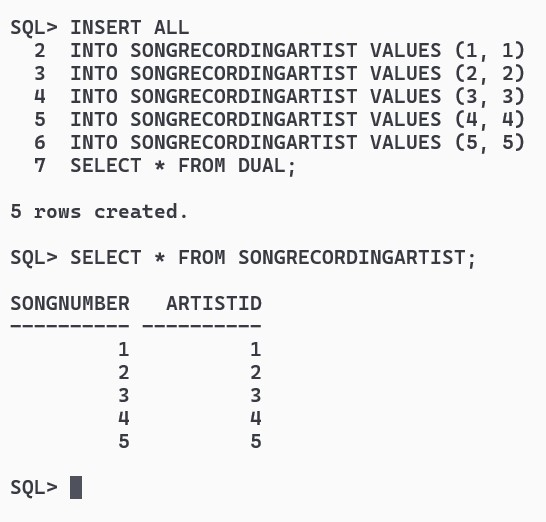 SQL> INSERT ALL
  2  INTO SONGRECORDINGARTIST VALUES (1, 1)
  3  INTO SONGRECORDINGARTIST VALUES (2, 2)
  4  INTO SONGRECORDINGARTIST VALUES (3, 3)
  5  INTO SONGRECORDINGARTIST VALUES (4, 4)
  6  INTO SONGRECORDINGARTIST VALUES (5, 5)
  7  SELECT * FROM DUAL;

5 rows created.

SQL> SELECT * FROM SONGRECORDINGARTIST;

SONGNUMBER   ARTISTID
---------- ----------
         1          1
         2          2
         3          3
         4          4
         5          5

SQL>